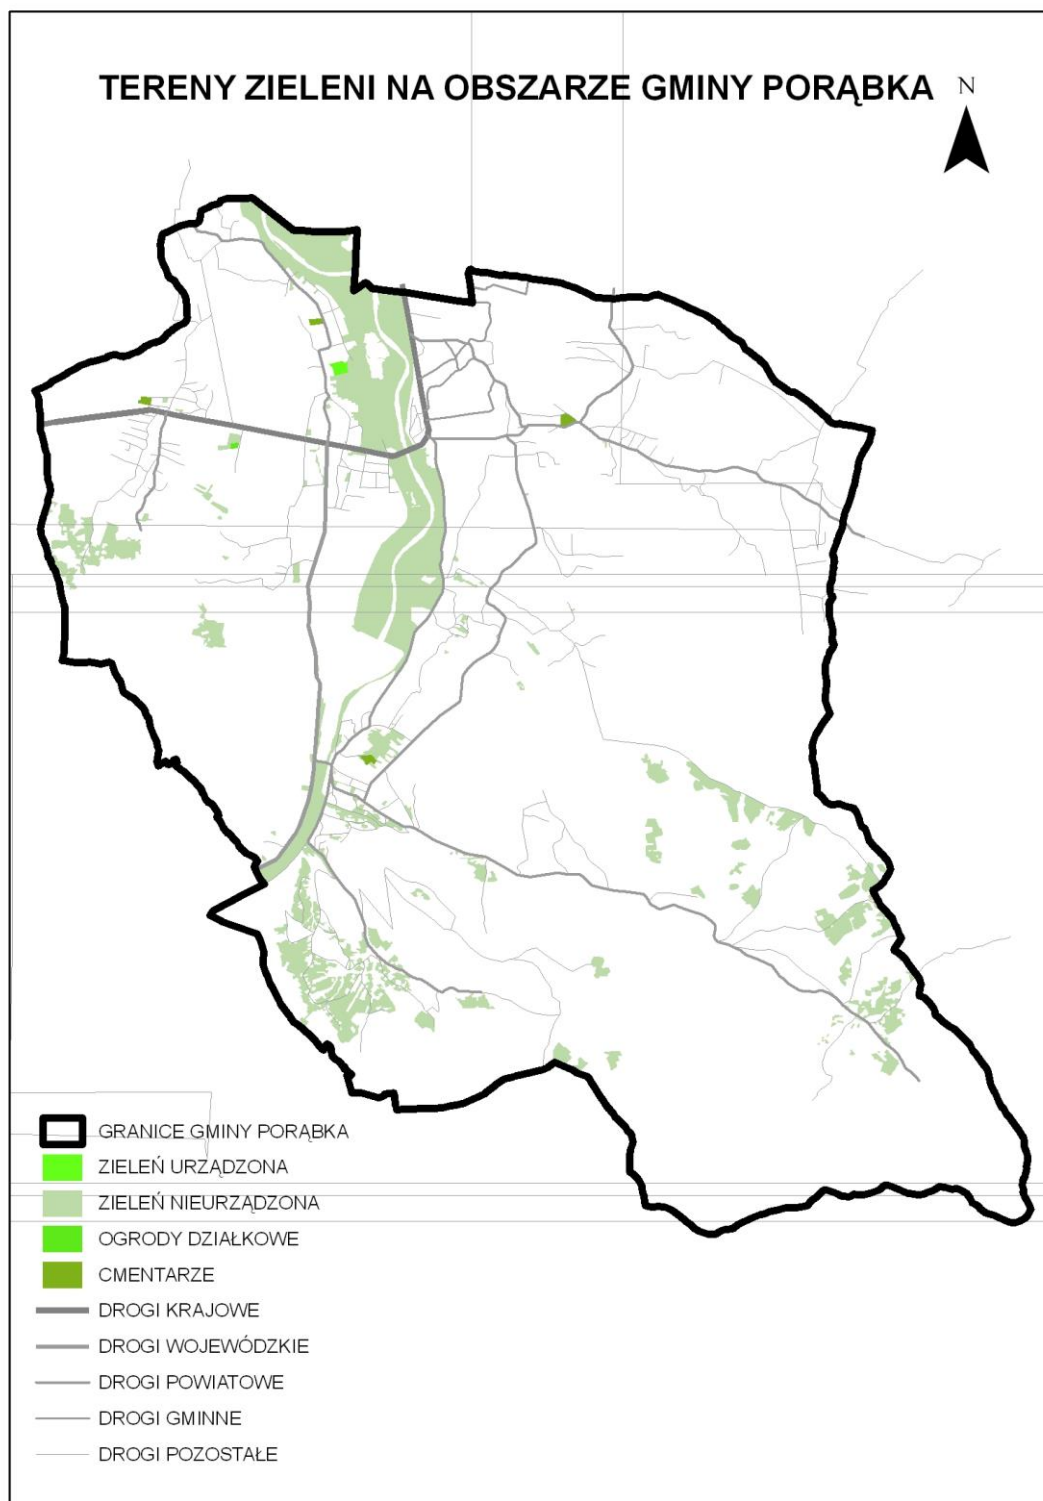 TERENY ZIELENI NA OBSZARZE GMINY PORĄBKA
N
GRANICE GMINY PORĄBKA
ZIELEŃ URZĄDZONA
ZIELEŃ NIEURZĄDZONA
OGRODY DZIAŁKOWE
CMENTARZE
DROGI KRAJOWE
DROGI WOJEWÓDZKIE
DROGI POWIATOWE
DROGI GMINNE
DROGI POZOSTAŁE